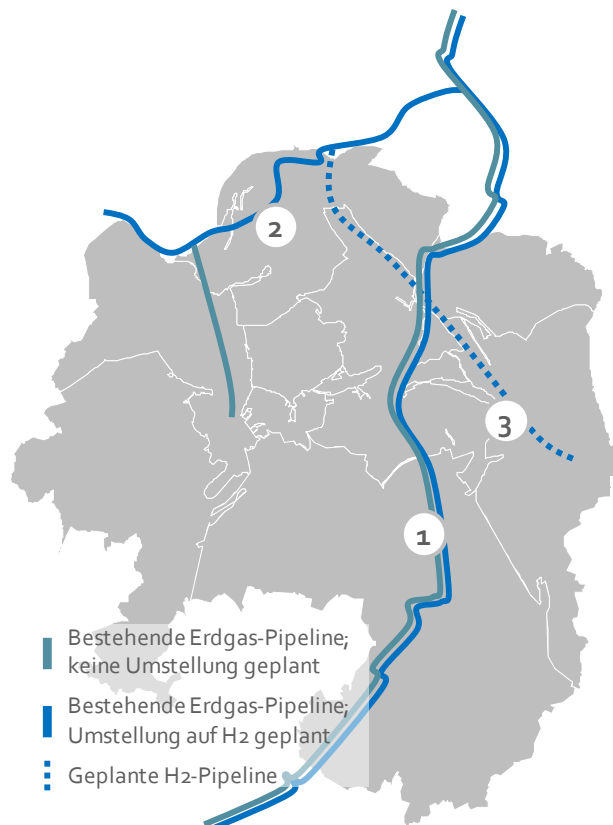 2
3
1
Bestehende Erdgas-Pipeline;
keine Umstellung geplant
Bestehende Erdgas-Pipeline;
Umstellung auf H2 geplant
Geplante H2-Pipeline